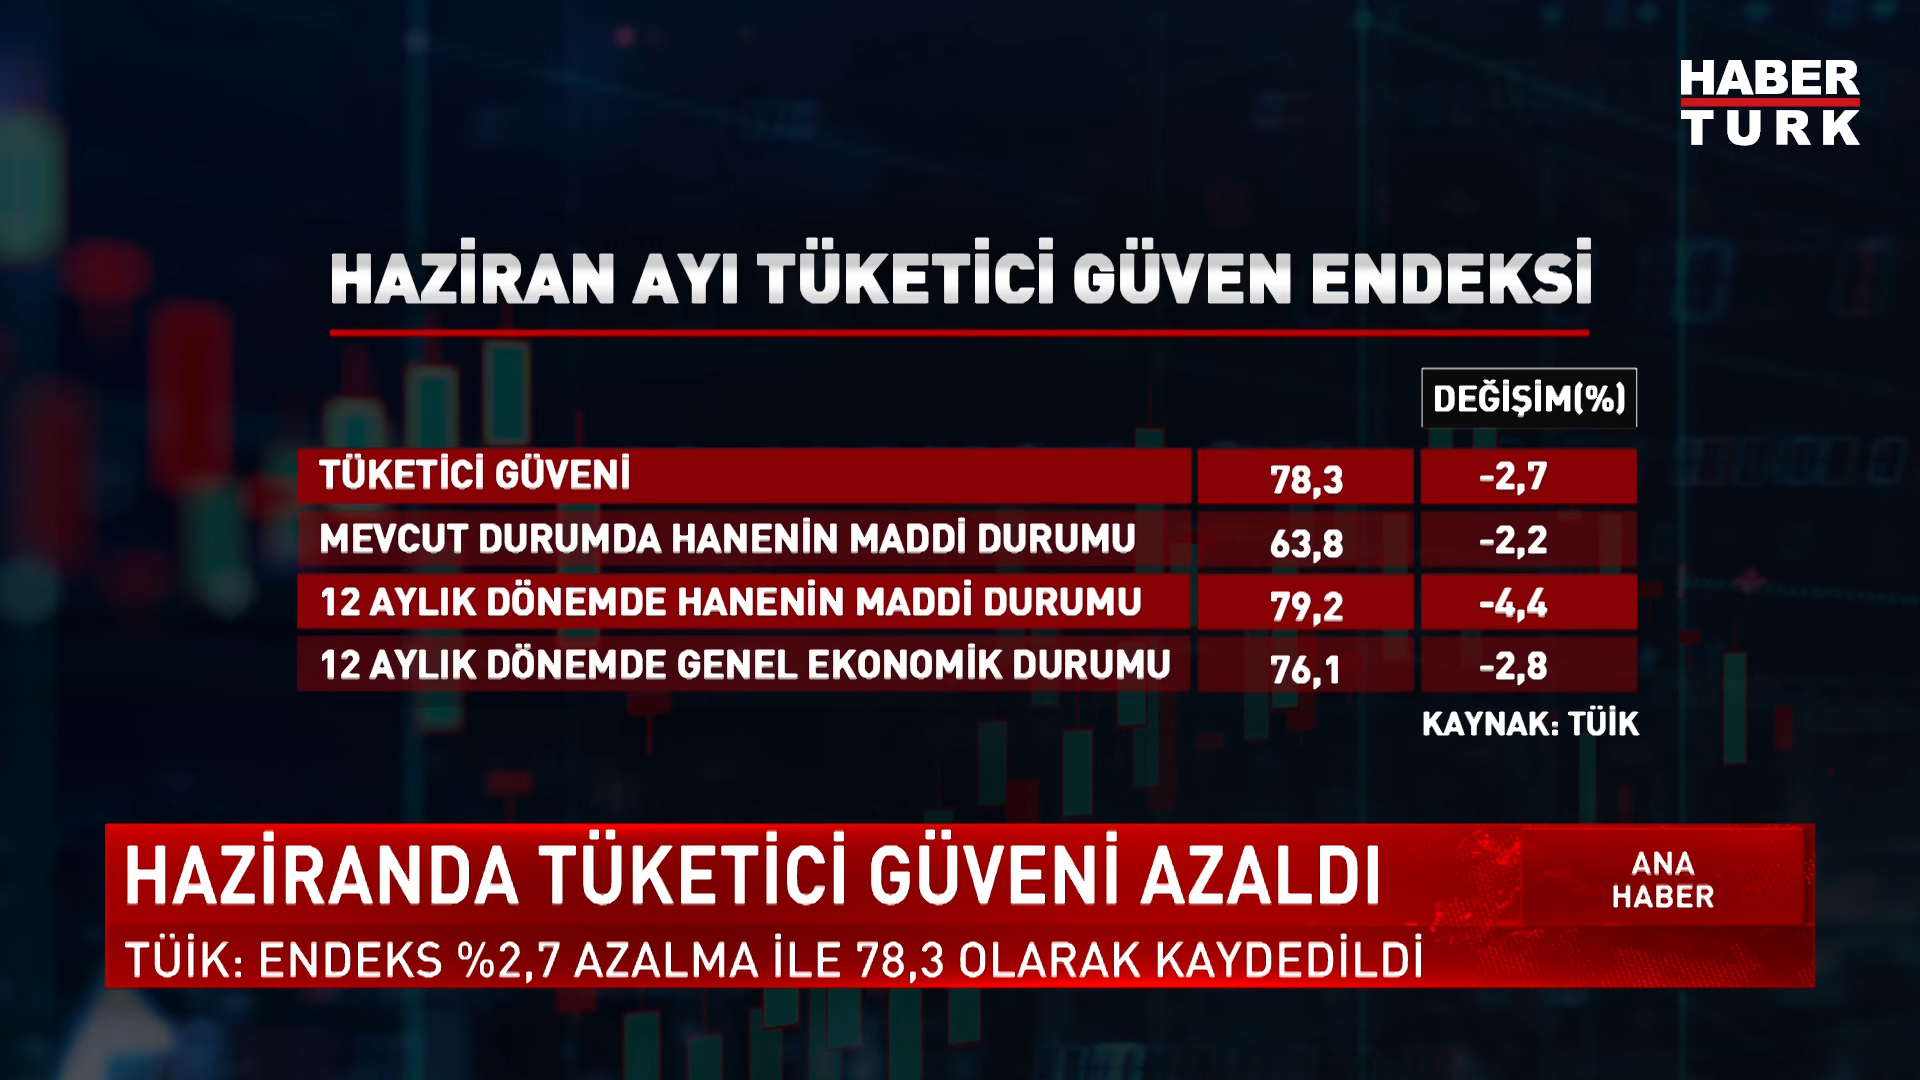 HABER
TURK
HAZİRAN AYI TÜKETİCİ GÜVEN ENDEKSİ
DEĞİŞİM(%)
TÜKETİCİ GÜVENİ 78,3 -2,7
MEVCUT DURUMDA HANENİN MADDİ DURUMU 63,8 -2,2
12 AYLIK DÖNEMDE HANENİN MADDİ DURUMU 79,2 -4,4
12 AYLIK DÖNEMDE GENEL EKONOMİK DURUMU 76,1 -2,8
KAYNAK: TÜİK
HAZİRANDA TÜKETİCİ GÜVENİ AZALDI
ANA
HABER
TÜİK: ENDEKS %2,7 AZALMA İLE 78,3 OLARAK KAYDEDİLDİ